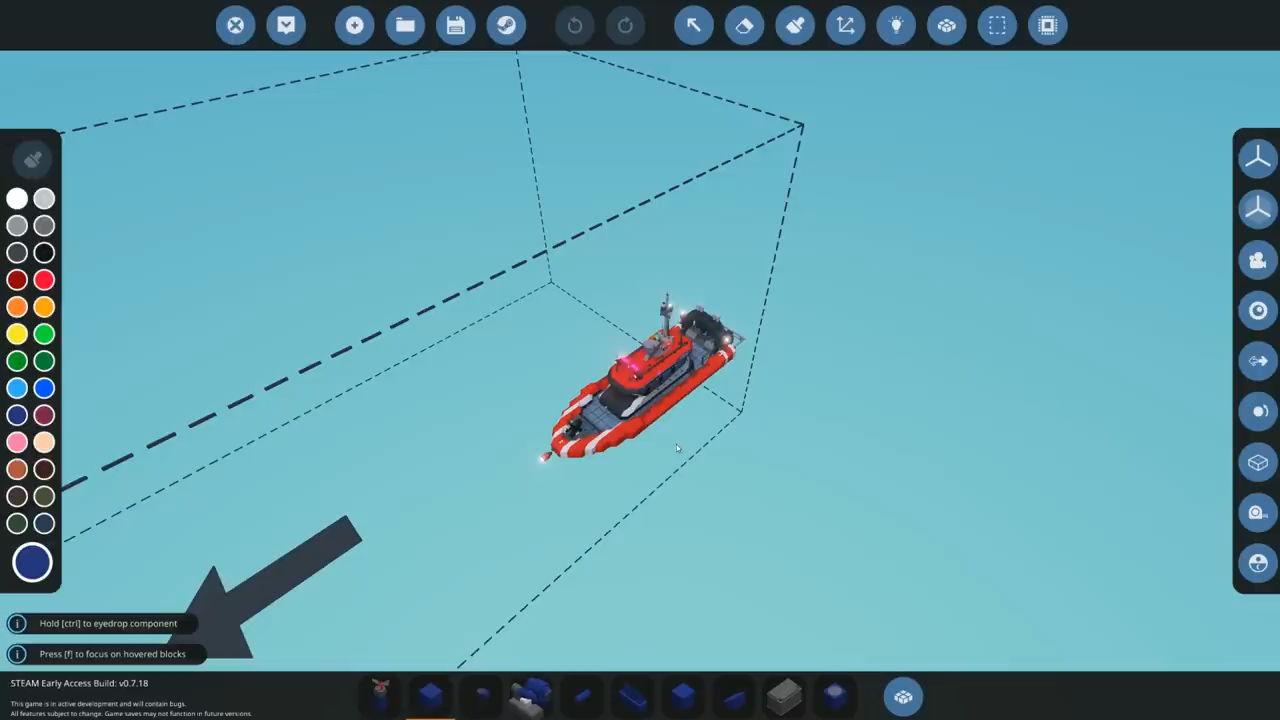 Hold [ctrl] to eyedrop component
Press [f] to focus on hovered blocks
STEAM Early Access Build: v0.7.18
This game is in active development and will contain bugs.
All features subject to change. Game saves may not function in future versions.